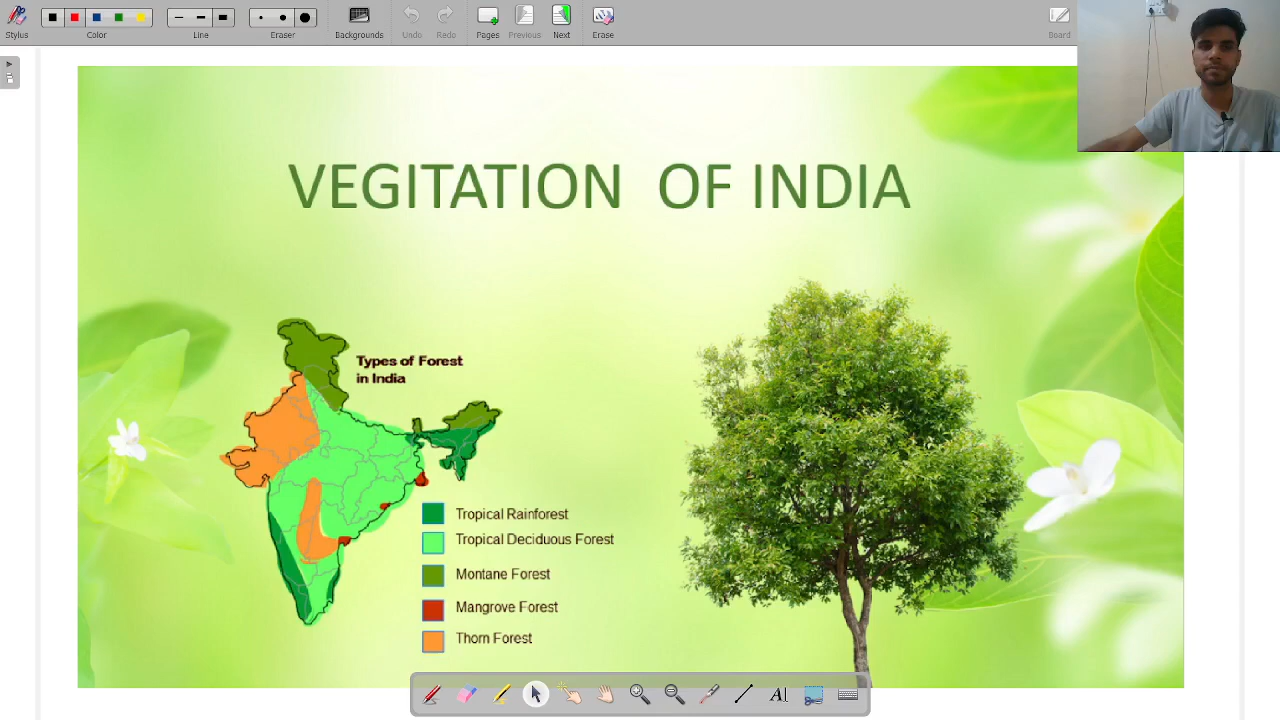 Stylus
Color
Line
Eraser
Backgrounds
Undo
Redo
Pages
Previous
Next
Erase
Board
VEGITATION OF INDIA
Types of Forest
in India
Tropical Rainforest
Tropical Deciduous Forest
Montane Forest
Mangrove Forest
Thorn Forest
AI